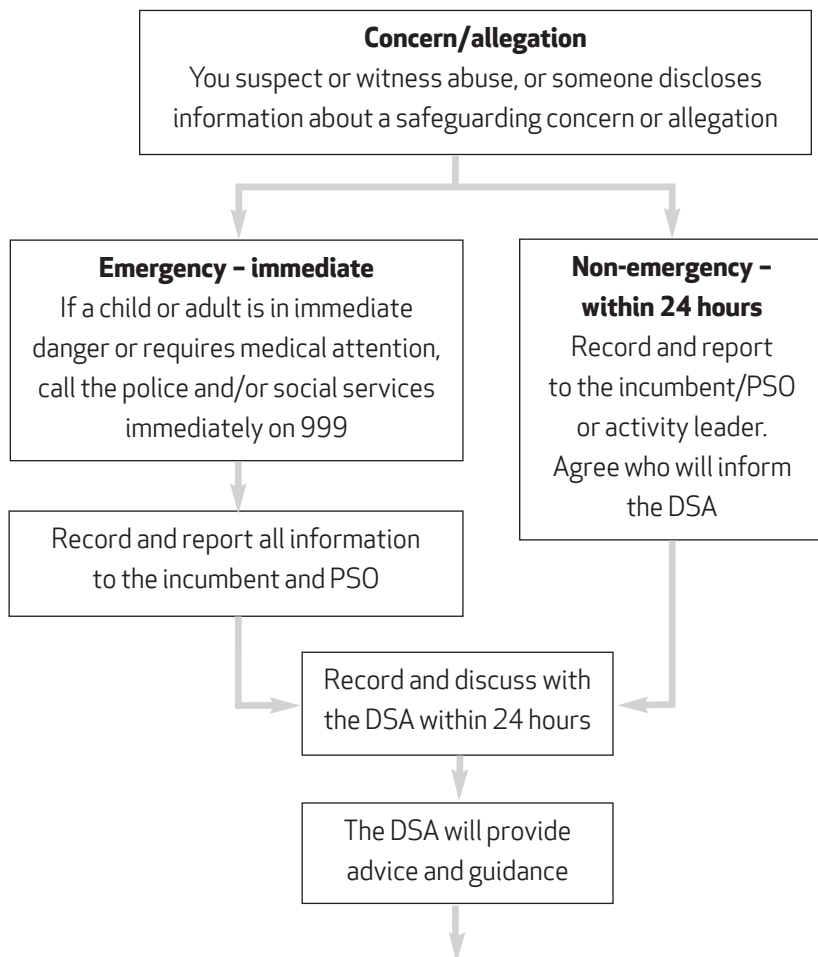 Concern/allegation
You suspect or witness abuse, or someone discloses
information about a safeguarding concern or allegation
Emergency – immediate
If a child or adult is in immediate
danger or requires medical attention,
call the police and/or social services
immediately on 999
Non-emergency –
within 24 hours
Record and report
to the incumbent/PSO
or activity leader.
Agree who will inform
the DSA
Record and report all information
to the incumbent and PSO
Record and discuss with
the DSA within 24 hours
The DSA will provide
advice and guidance